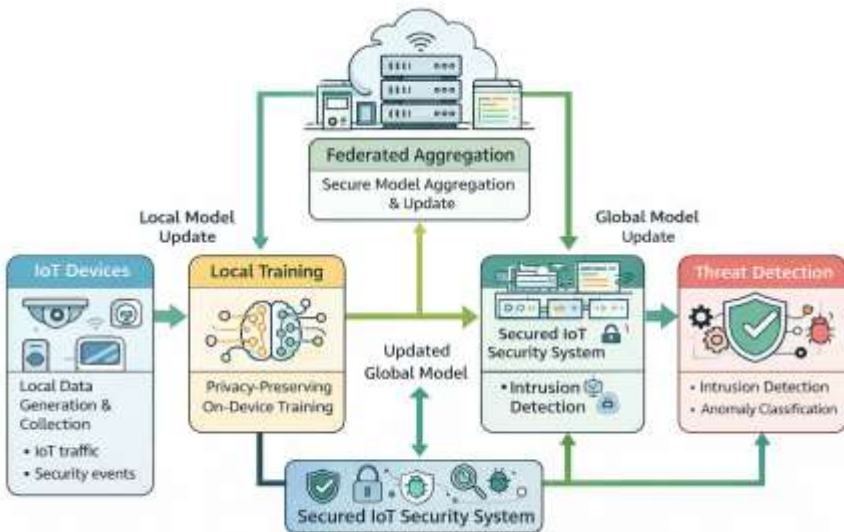 Federated Aggregation
Secure Model Aggregation
& Update
Local Model
Update
Global Model
Update
IoT Devices
Local Data
Generation &
Collection
• IoT traffic
• Security events
Local Training
Privacy-Preserving
On-Device Training
Updated
Global Model
Secured IoT
Security System
• Intrusion
Detection
Threat Detection
• Intrusion Detection
• Anomaly Classification
Secured IoT Security System